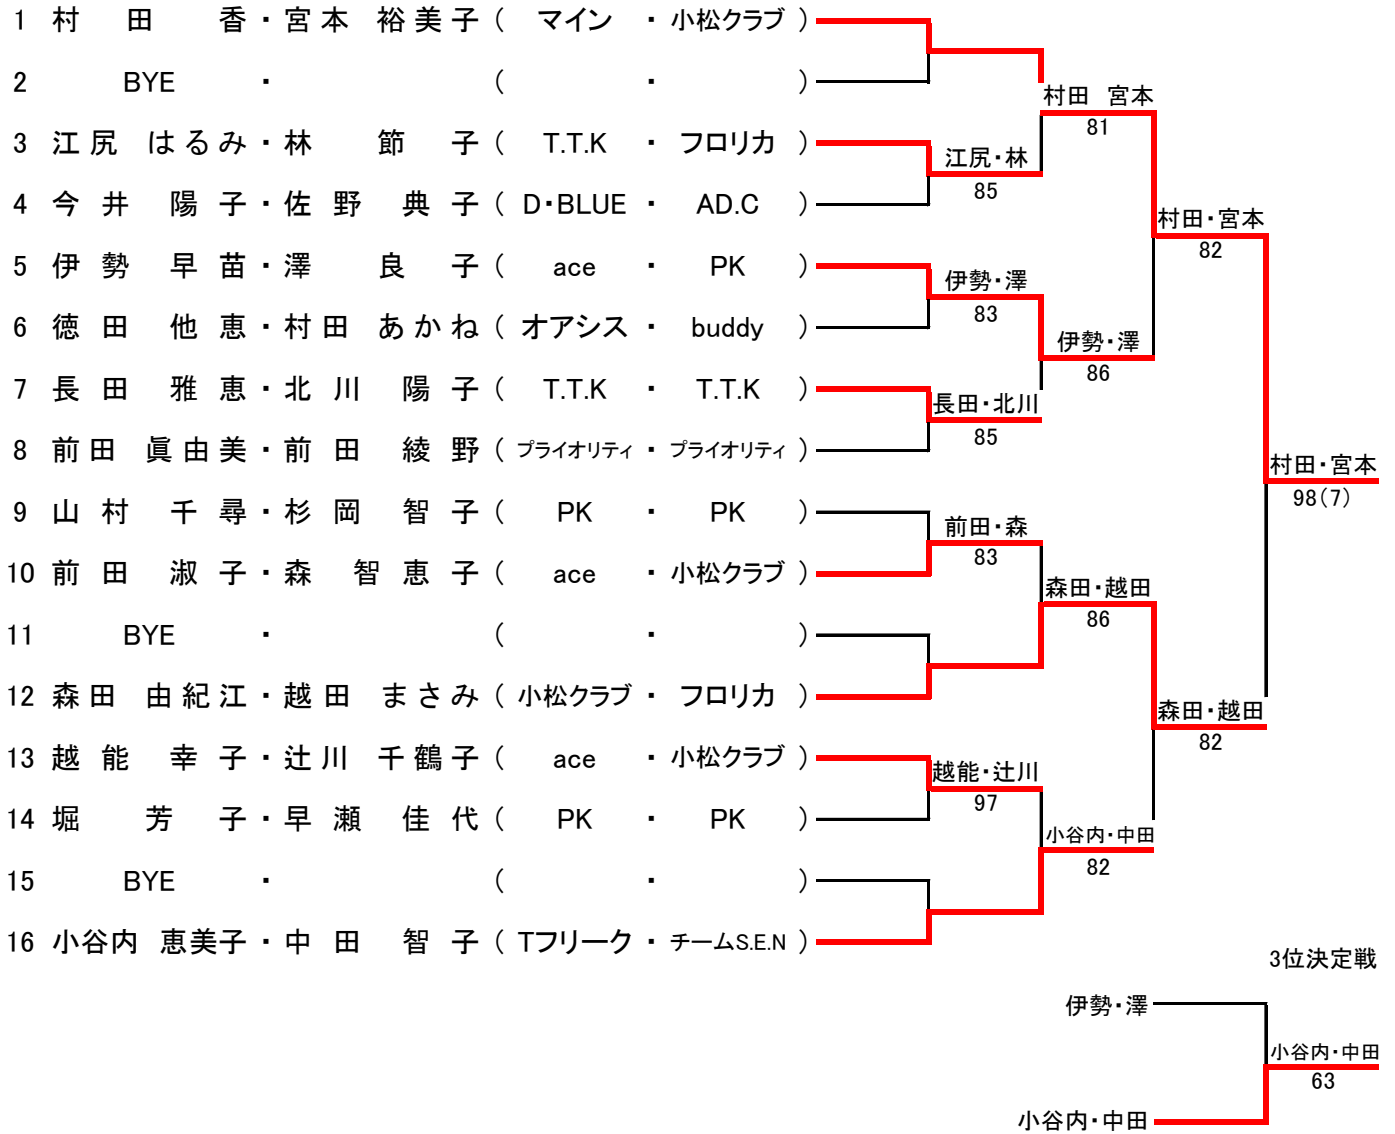 1 村田 香・宮本 裕美子 ( マイン ・ 小松クラブ )
2 BYE ・ ( ・ )
村田 宮本
81
3 江尻 はるみ・林 節子 ( T.T.K ・ フロリカ )
江尻・林
85
4 今井 陽子・佐野 典子 ( D・BLUE ・ AD.C )
村田・宮本
82
5 伊勢 早苗・澤 良子 ( ace ・ PK )
伊勢・澤
83
6 徳田 他恵・村田 あかね ( オアシス ・ buddy )
伊勢・澤
86
7 長田 雅恵・北川 陽子 ( T.T.K ・ T.T.K )
長田・北川
85
8 前田 眞由美・前田 綾野 ( プライオリティ ・ プライオリティ )
村田・宮本
98(7)
9 山村 千尋・杉岡 智子 ( PK ・ PK )
前田・森
83
10 前田 淑子・森 智恵子 ( ace ・ 小松クラブ )
森田・越田
86
11 BYE ・ ( ・ )
12 森田 由紀江・越田 まさみ ( 小松クラブ ・ フロリカ )
森田・越田
82
13 越能 幸子・辻川 千鶴子 ( ace ・ 小松クラブ )
越能・辻川
97
14 堀 芳子・早瀬 佳代 ( PK ・ PK )
小谷内・中田
82
15 BYE ・ ( ・ )
16 小谷内 恵美子・中田 智子 ( Tフリーク ・ チームS.E.N )
3位決定戦
伊勢・澤
小谷内・中田
63
小谷内・中田